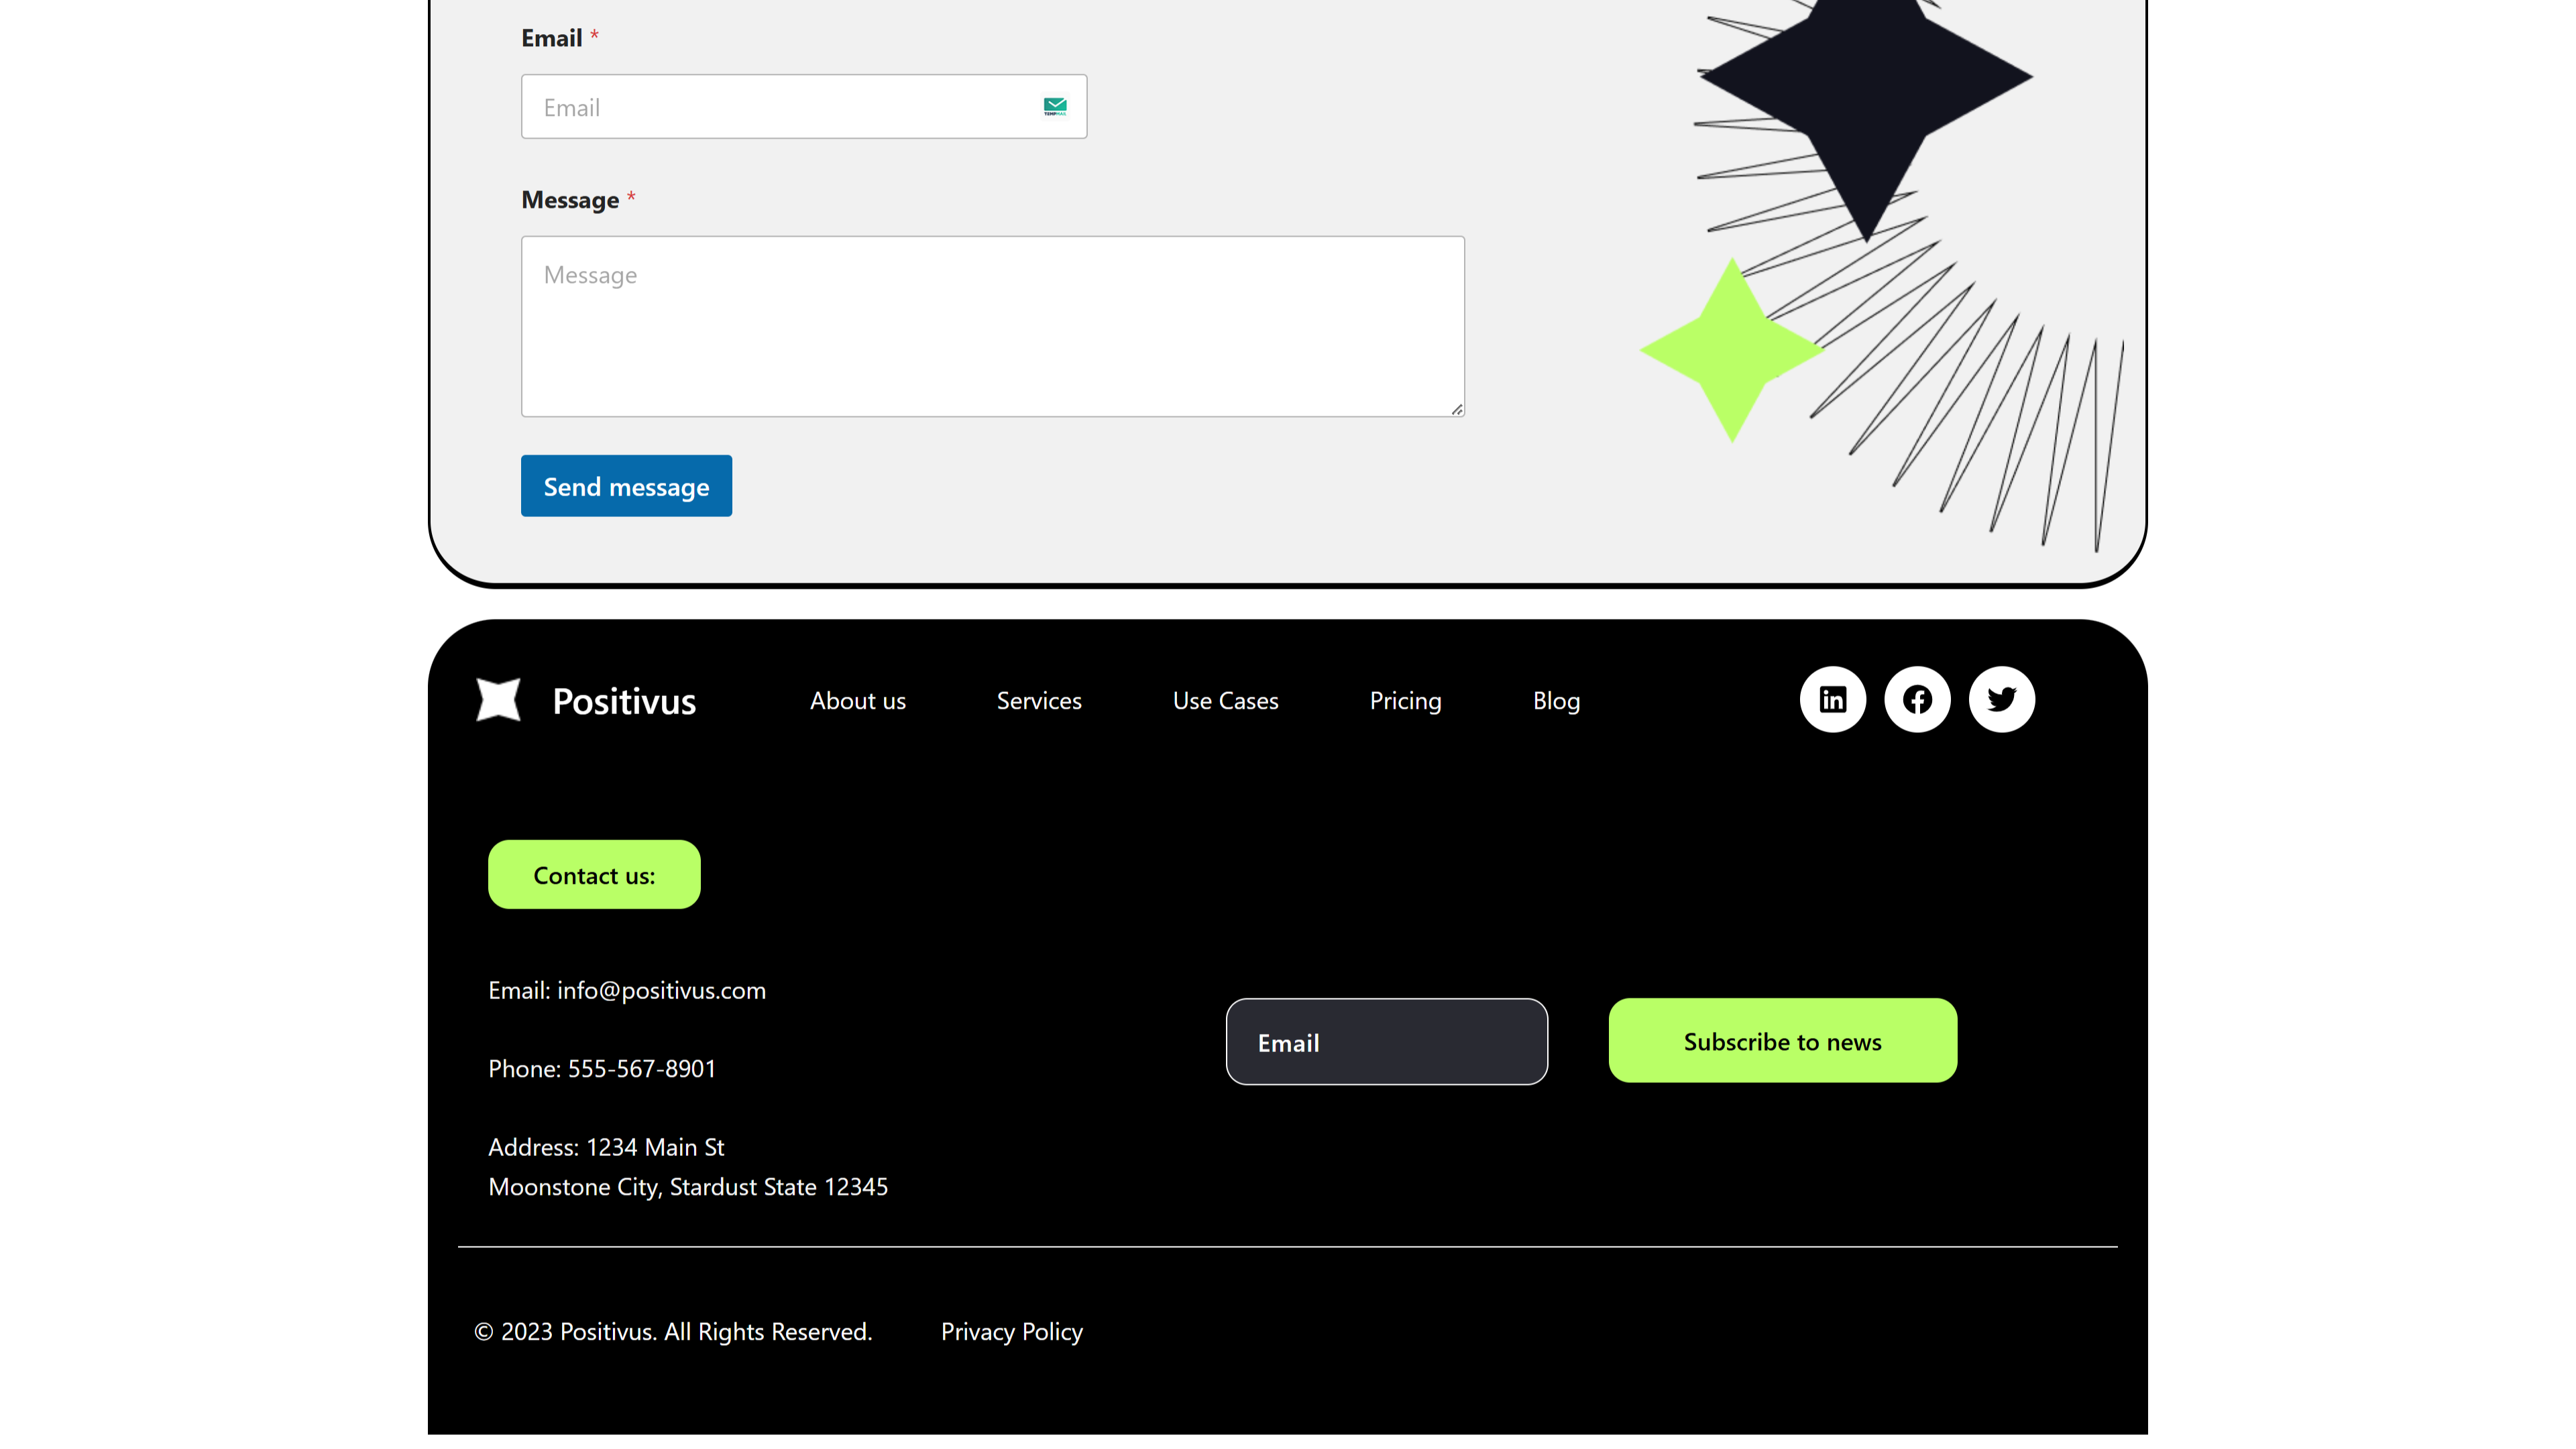 Email *
Email
Message *
Message
Send message
Positivus
About us
Services
Use Cases
Pricing
Blog
Contact us:
Email: info@positivus.com
Phone: 555-567-8901
Address: 1234 Main St
Moonstone City, Stardust State 12345
Email
Subscribe to news
© 2023 Positivus. All Rights Reserved.
Privacy Policy